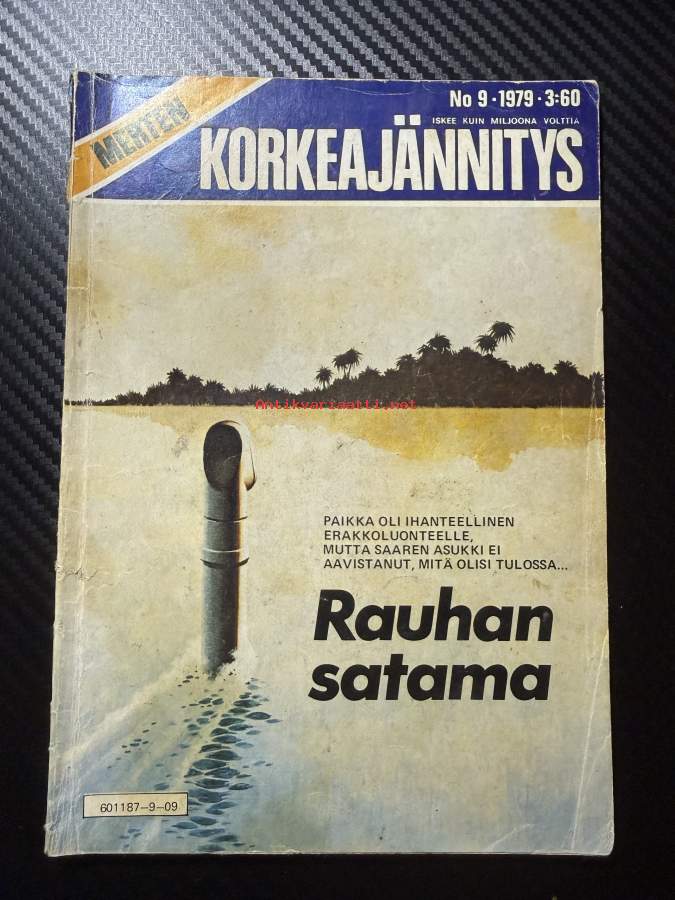 MERTEN
No 9 · 1979 · 3:60
ISKEE KUIN MILJOONA VOLTTIA
KORKEAJÄNNITYS
Antikvariaatti.net
PAIKKA OLI IHANTEELLINEN
ERAKKOLUONTEELLE,
MUTTA SAAREN ASUKKI EI
AAVISTANUT, MITÄ OLISI TULOSSA...
Rauhan
satama
601187-9-09